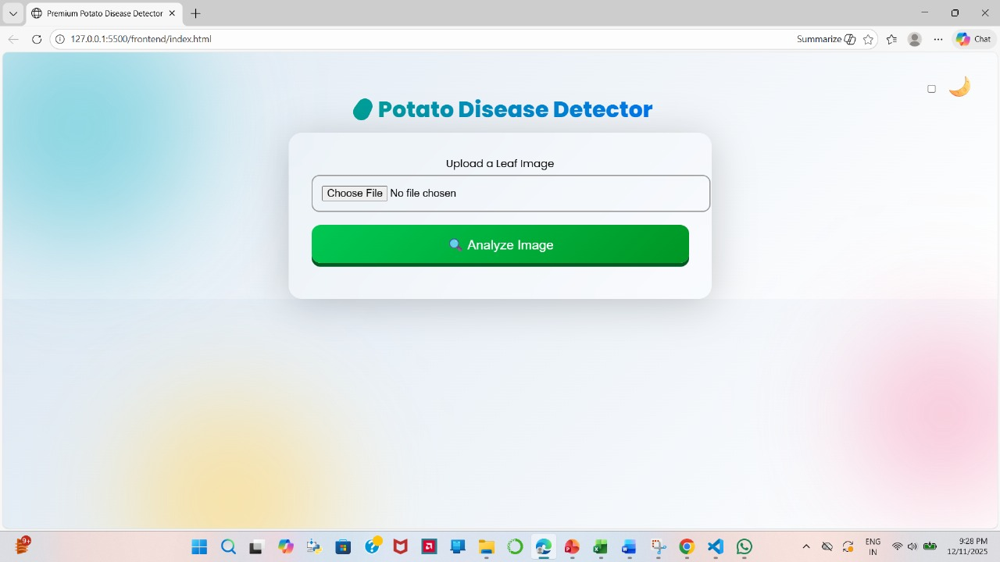 Premium Potato Disease Detector
127.0.0.1:5500/frontend/index.html
Summarize
Chat
Potato Disease Detector
Upload a Leaf Image
Choose File No file chosen
Analyze Image
9+
ENG
IN
9:28 PM
12/11/2025